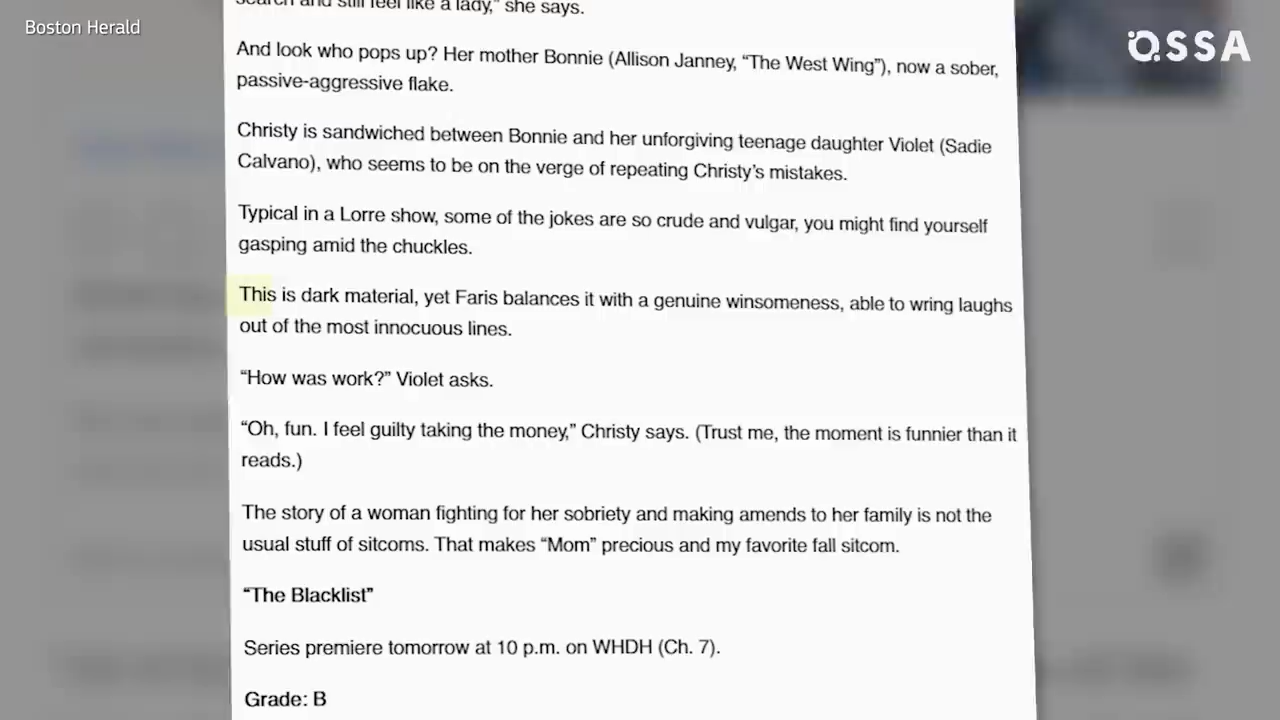 Boston Herald
OSSA
search and still feel like a lady,” she says.
And look who pops up? Her mother Bonnie (Allison Janney, “The West Wing”), now a sober,
passive-aggressive flake.
Christy is sandwiched between Bonnie and her unforgiving teenage daughter Violet (Sadie
Calvano), who seems to be on the verge of repeating Christy’s mistakes.
Typical in a Lorre show, some of the jokes are so crude and vulgar, you might find yourself
gasping amid the chuckles.
This is dark material, yet Faris balances it with a genuine winsomeness, able to wring laughs
out of the most innocuous lines.
“How was work?” Violet asks.
“Oh, fun. I feel guilty taking the money,” Christy says. (Trust me, the moment is funnier than it
reads.)
The story of a woman fighting for her sobriety and making amends to her family is not the
usual stuff of sitcoms. That makes “Mom” precious and my favorite fall sitcom.
“The Blacklist”
Series premiere tomorrow at 10 p.m. on WHDH (Ch. 7).
Grade: B